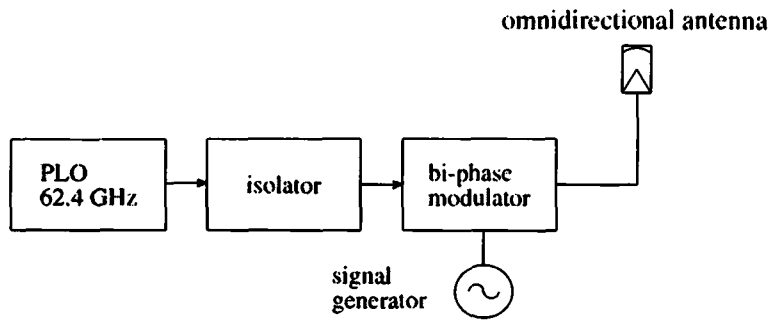 omnidirectional antenna
PLO
62.4 GHz
isolator
bi-phase
modulator
signal
generator